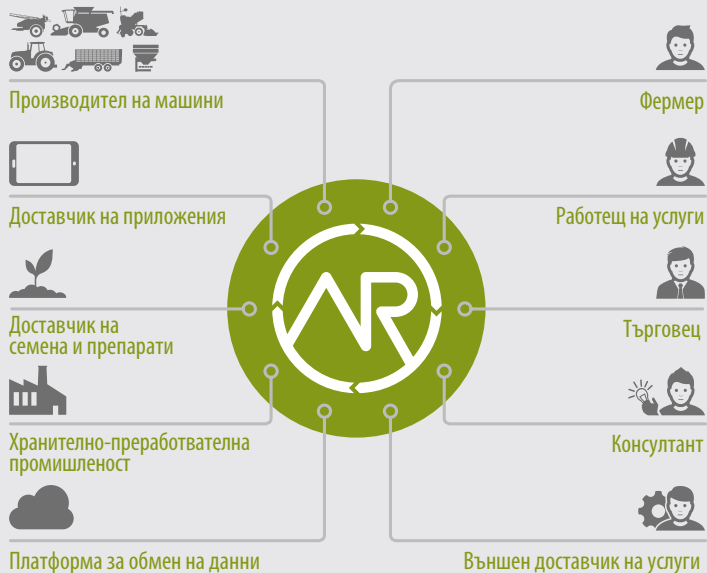 Производител на машини
Фермер
Доставчик на приложения
Работещ на услуги
Доставчик на
семена и препарати
Търговец
Хранително-преработвателна
промишленост
Консултант
Платформа за обмен на данни
Външен доставчик на услуги
AR